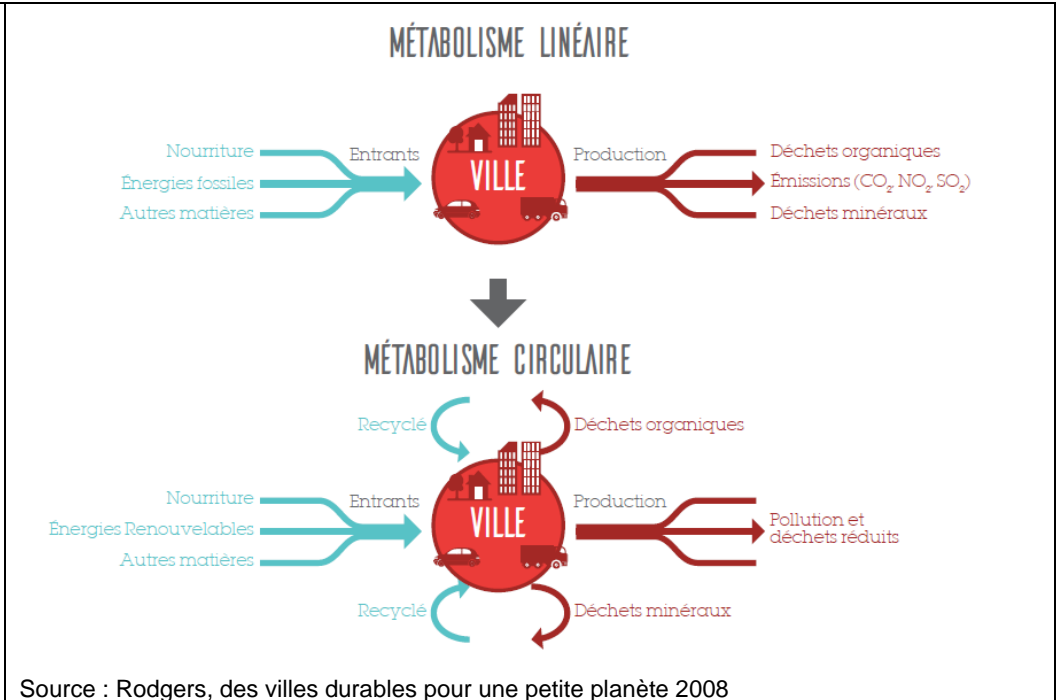 MÉTABOLISME LINÉAIRE
Nourriture
Énergies fossiles
Autres matières
Entrants
VILLE
Production
Déchets organiques
Émissions (CO₂, NO₂, SO₂)
Déchets minéraux
MÉTABOLISME CIRCULAIRE
Recyclé
Déchets organiques
Nourriture
Énergies Renouvelables
Autres matières
Entrants
VILLE
Production
Pollution et
déchets réduits
Recyclé
Déchets minéraux
Source : Rodgers, des villes durables pour une petite planète 2008